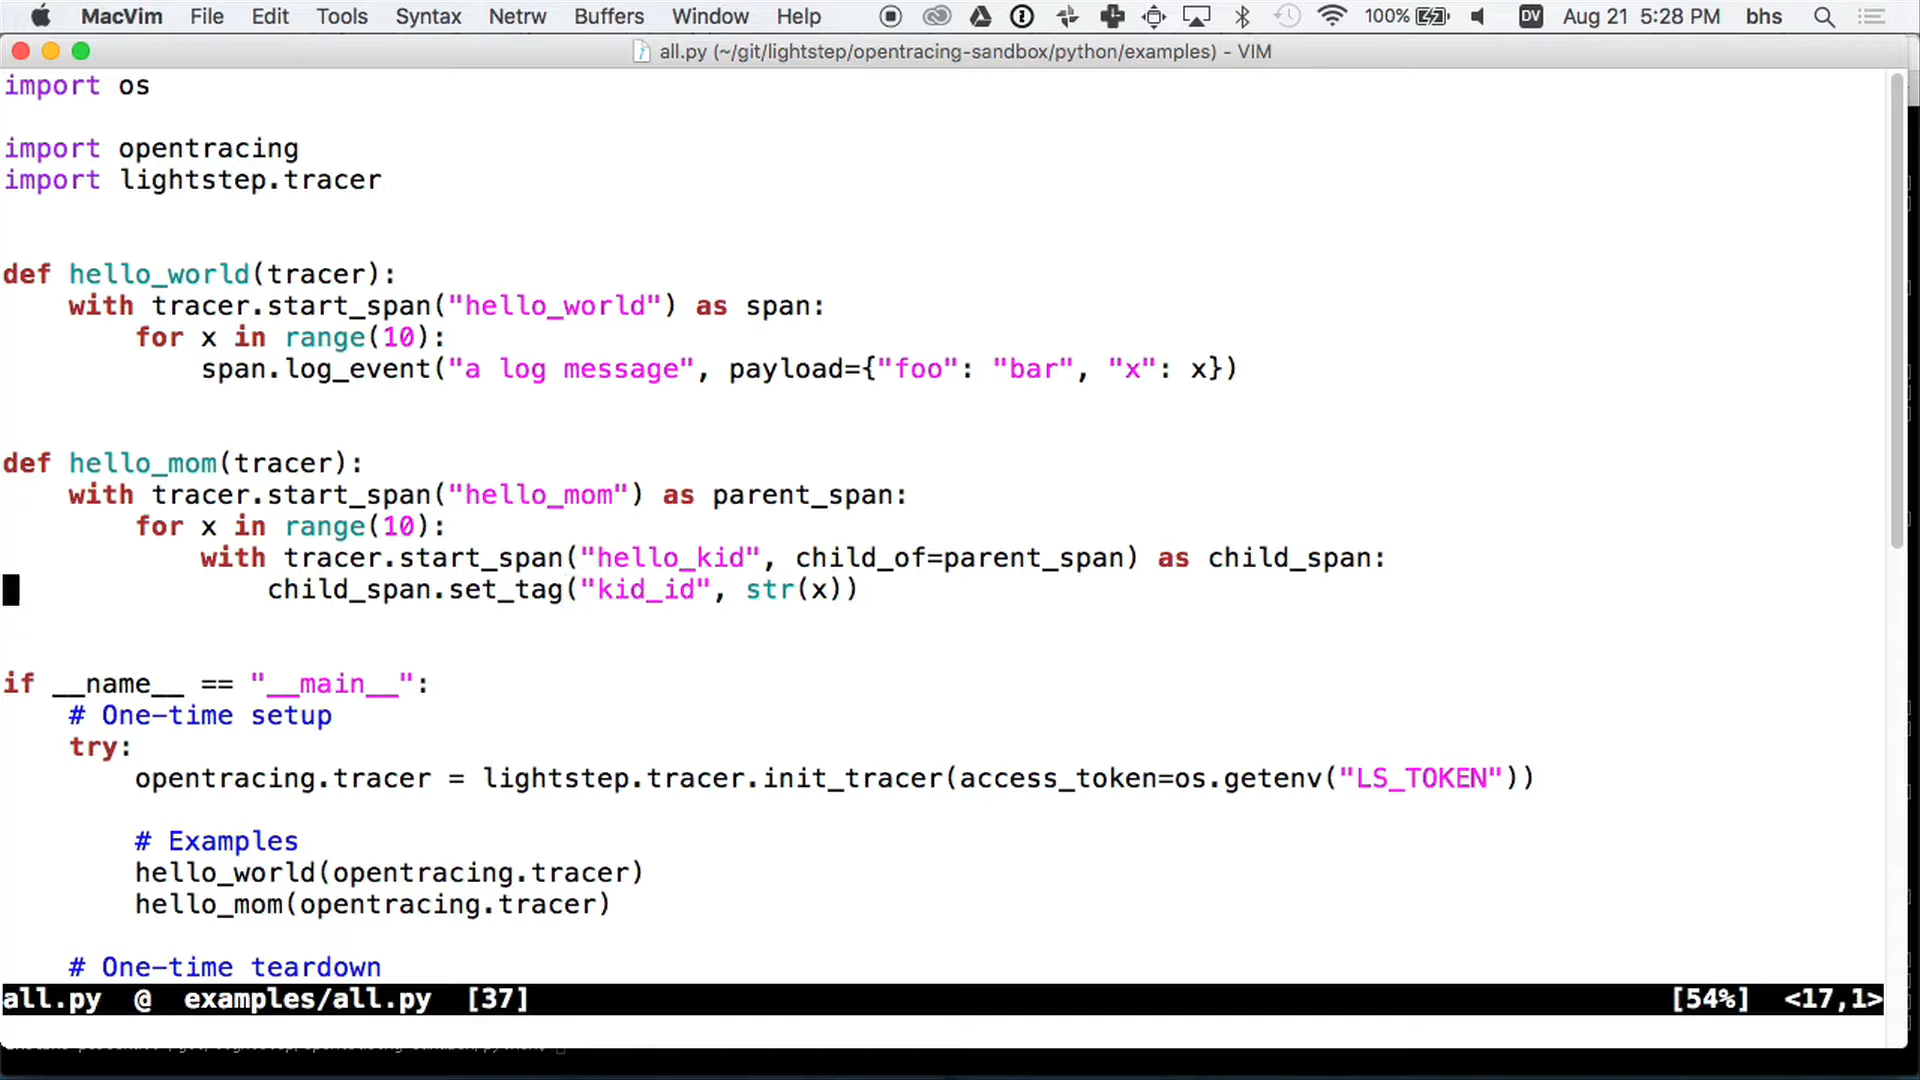 MacVim File Edit Tools Syntax Netrw Buffers Window Help 100% DV Aug 21 5:28 PM bhs
all.py (~/git/lightstep/opentracing-sandbox/python/examples) - VIM
import os
import opentracing
import lightstep.tracer
def hello_world(tracer):
    with tracer.start_span("hello_world") as span:
        for x in range(10):
            span.log_event("a log message", payload={"foo": "bar", "x": x})
def hello_mom(tracer):
    with tracer.start_span("hello_mom") as parent_span:
        for x in range(10):
            with tracer.start_span("hello_kid", child_of=parent_span) as child_span:
                child_span.set_tag("kid_id", str(x))
if __name__ == "__main__":
    # One-time setup
    try:
        opentracing.tracer = lightstep.tracer.init_tracer(access_token=os.getenv("LS_TOKEN"))
        # Examples
        hello_world(opentracing.tracer)
        hello_mom(opentracing.tracer)
    # One-time teardown
all.py @ examples/all.py [37] [54%] <17,1>